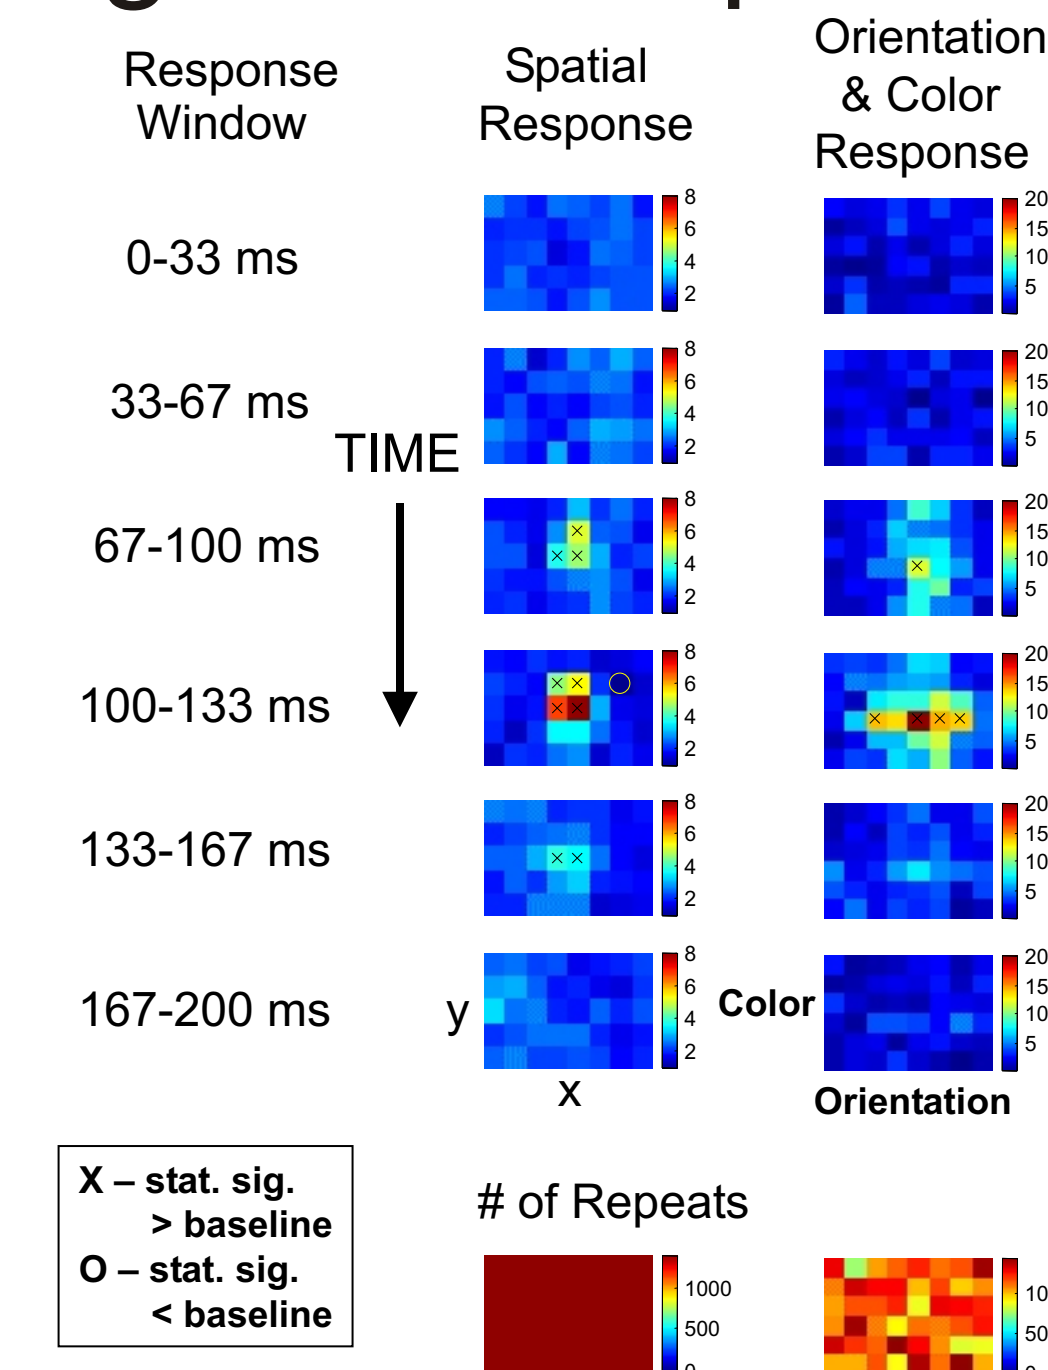 Response
Window
Spatial
Response
Orientation
& Color
Response
0-33 ms
8
6
4
2
20
15
10
5
33-67 ms
8
6
4
2
20
15
10
5
TIME
67-100 ms
8
6
4
2
20
15
10
5
100-133 ms
8
6
4
2
20
15
10
5
133-167 ms
8
6
4
2
20
15
10
5
167-200 ms
y
8
6
4
2
Color
20
15
10
5
x
Orientation
X – stat. sig.
> baseline
O – stat. sig.
< baseline
# of Repeats
1000
500
10
50